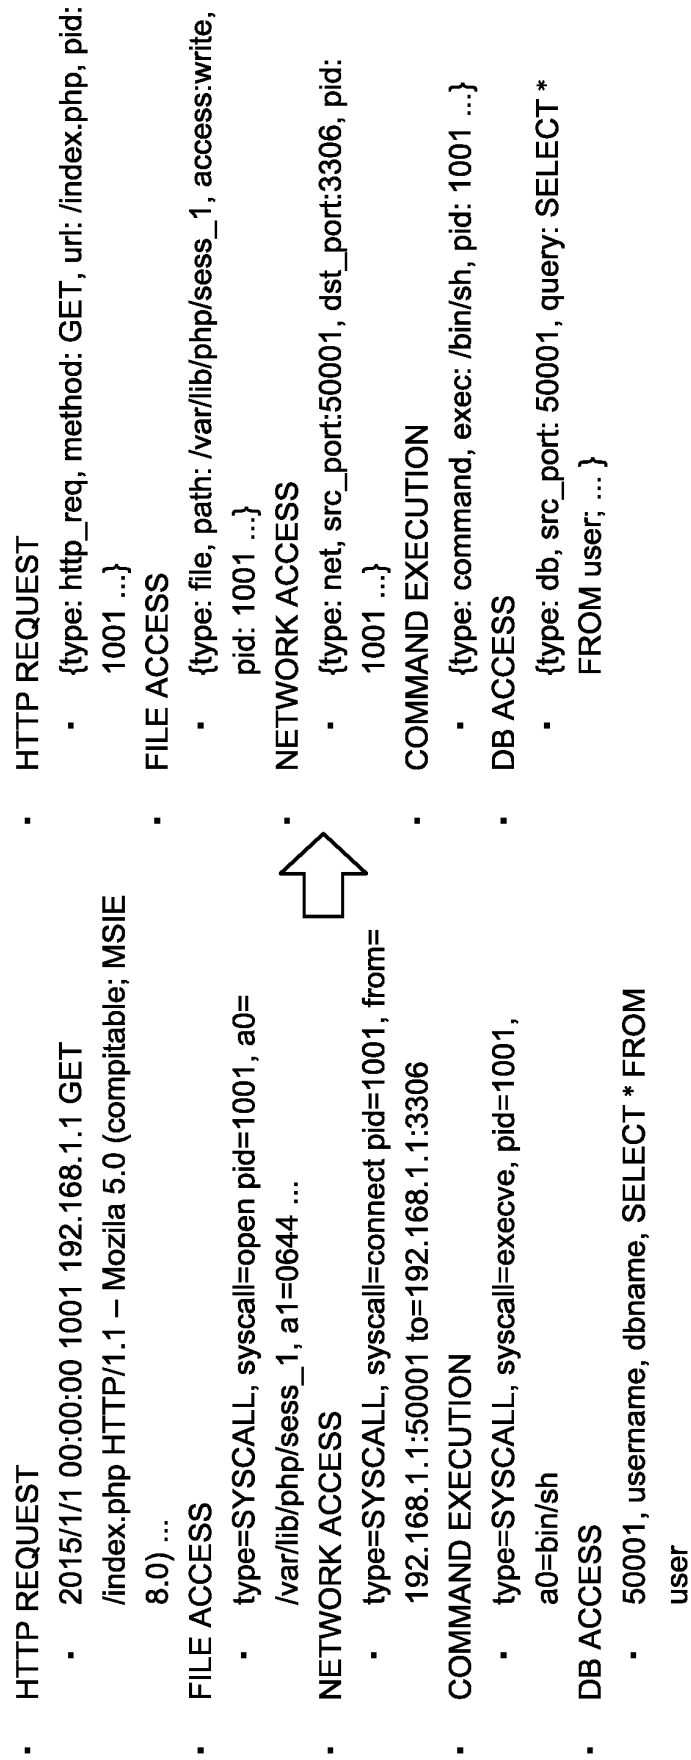 · HTTP REQUEST
· 2015/1/1 00:00:00 1001 192.168.1.1 GET
/index.php HTTP/1.1 – Mozila 5.0 (compitable; MSIE
8.0) ...
· FILE ACCESS
· type=SYSCALL, syscall=open pid=1001, a0=
/var/lib/php/sess_1, a1=0644 ...
· NETWORK ACCESS
· type=SYSCALL, syscall=connect pid=1001, from=
192.168.1.1:50001 to=192.168.1.1:3306
· COMMAND EXECUTION
· type=SYSCALL, syscall=execve, pid=1001,
a0=bin/sh
· DB ACCESS
· 50001, username, dbname, SELECT * FROM
user
· HTTP REQUEST
· {type: http_req, method: GET, url: /index.php, pid:
1001 ...}
· FILE ACCESS
· {type: file, path: /var/lib/php/sess_1, access:write,
pid: 1001 ...}
· NETWORK ACCESS
· {type: net, src_port:50001, dst_port:3306, pid:
1001 ...}
· COMMAND EXECUTION
· {type: command, exec: /bin/sh, pid: 1001 ...}
· DB ACCESS
· {type: db, src_port: 50001, query: SELECT *
FROM user; ... }